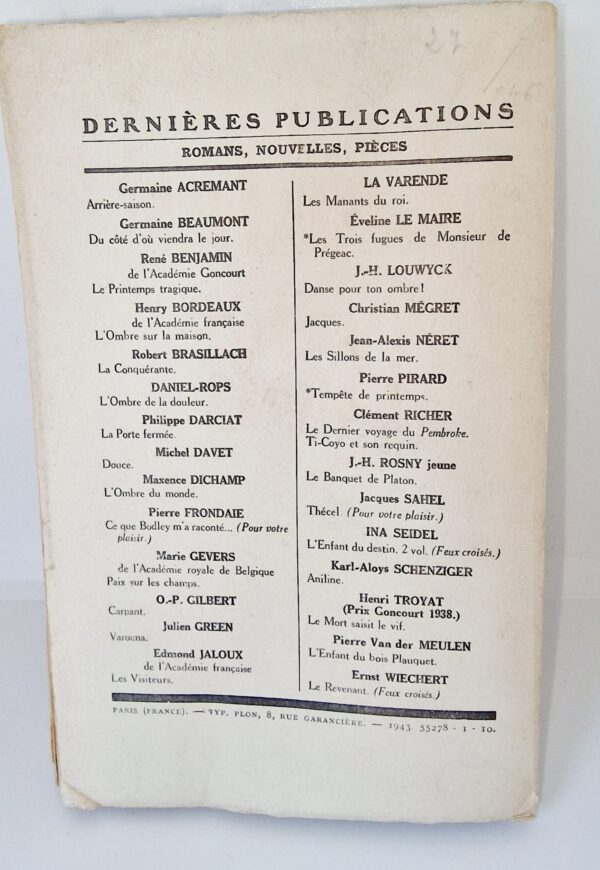 27
DERNIÈRES PUBLICATIONS
ROMANS, NOUVELLES, PIÈCES
Germaine ACREMANT
Arrière-saison.
Germaine BEAUMONT
Du côté d'où viendra le jour.
René BENJAMIN
de l'Académie Goncourt
Le Printemps tragique.
Henry BORDEAUX
de l'Académie française
L'Ombre sur la maison.
Robert BRASILLACH
La Conquérante.
DANIEL-ROPS
L'Ombre de la douleur.
Philippe DARCIAT
La Porte fermée.
Michel DAVET
Douce.
Maxence DICHAMP
L'Ombre du monde.
Pierre FRONDAIE
Ce que Bodley m'a raconté... (Pour votre
plaisir.)
Marie GEVERS
de l'Académie royale de Belgique
Paix sur les champs.
O.-P. GILBERT
Carpant.
Julien GREEN
Varouna.
Edmond JALOUX
de l'Académie française
Les Visiteurs.
LA VARENDE
Les Manants du roi.
Éveline LE MAIRE
*Les Trois fugues de Monsieur de
Prégeac.
J.-H. LOUWYCK
Danse pour ton ombre !
Christian MÉGRET
Jacques.
Jean-Alexis NÉRET
Les Sillons de la mer.
Pierre PIRARD
*Tempête de printemps.
Clément RICHER
Le Dernier voyage du Pembroke.
Ti-Coyo et son requin.
J.-H. ROSNY jeune
Le Banquet de Platon.
Jacques SAHEL
Thécel (Pour votre plaisir.)
INA SEIDEL
L'Enfant du destin. 2 vol. (Feux croisés.)
Karl-Aloys SCHENZIGER
Aniline.
Henri TROYAT
(Prix Goncourt 1938.)
Le Mort saisit le vif.
Pierre Van der MEULEN
L'Enfant du bois Plauquet.
Ernst WIECHERT
Le Revenant. (Feux croisés.)
PARIS (FRANCE). — TYP. PLON, 8, RUE GARANCIÈRE. — 1943. 55278 - 1 - 10.